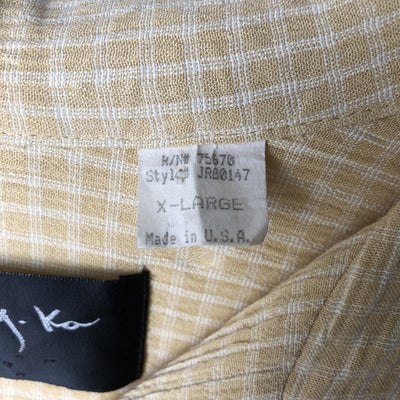 R/N# 75670
Style# JR80147
X-LARGE
Made in U.S.A.